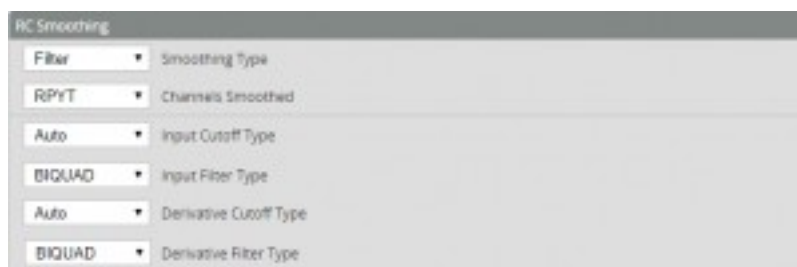 RC Smoothing
Filter Smoothing Type
RPYT Channels Smoothed
Auto Input Cutoff Type
BIQUAD Input Filter Type
Auto Derivative Cutoff Type
BIQUAD Derivative Filter Type